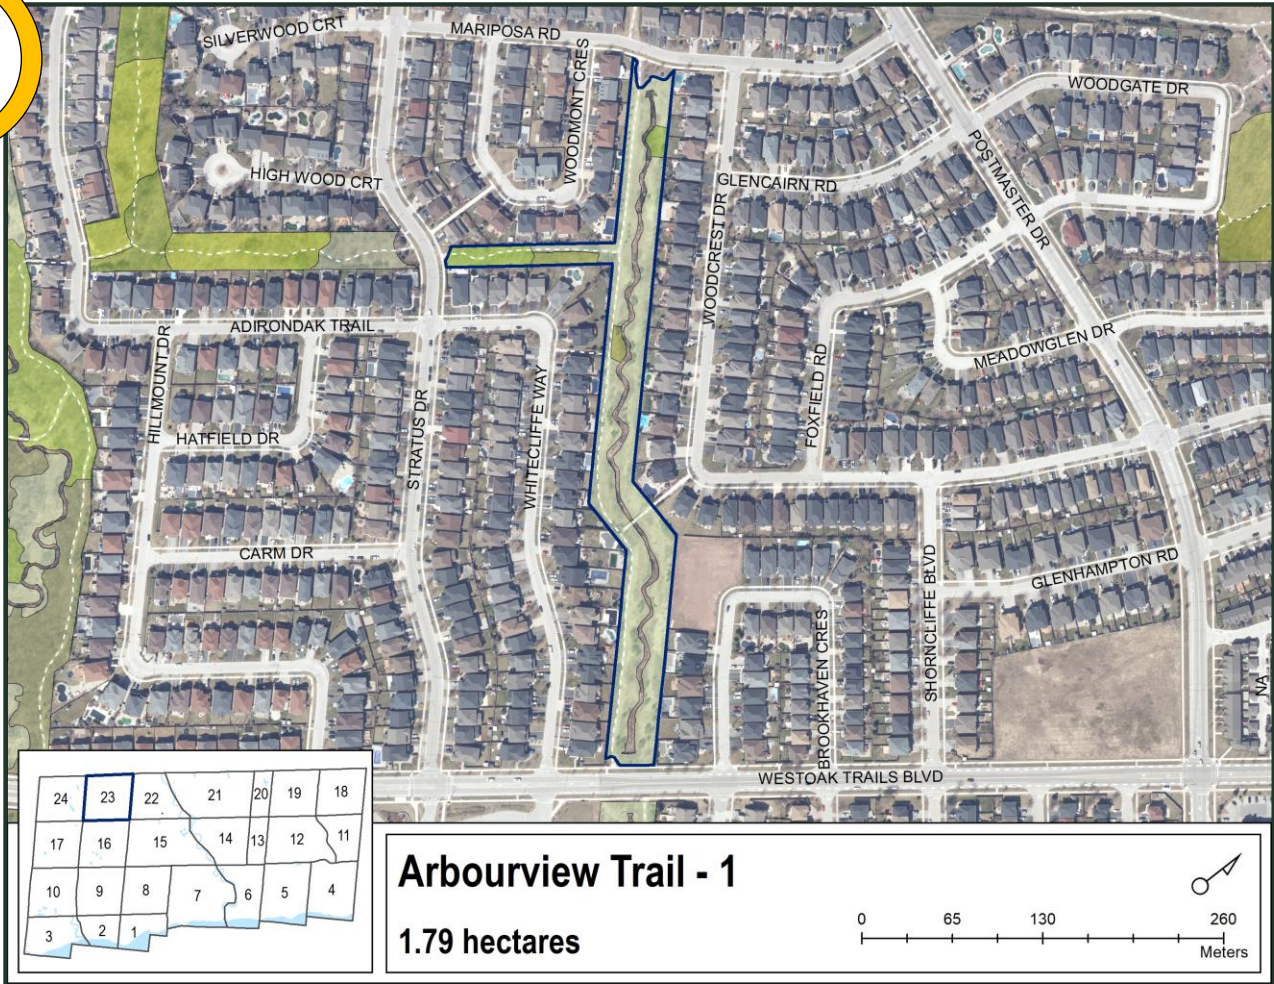 SILVERWOOD CRT
MARIPOSA RD
WOODMONT CRES
WOODGATE DR
HIGH WOOD CRT
GLENCAIRN RD
POSTMASTER DR
WOODCREST DR
ADIRONDAK TRAIL
HILLMOUNT DR
MEADOWGLEN DR
FOXFIELD RD
STRATUS DR
WHITECLIFFE WAY
HATFIELD DR
CARM DR
GLENHAMPTON RD
SHORNCLIFFE BLVD
BROOKHAVEN CRES
NA
WESTOAK TRAILS BLVD
24 23 22 21 20 19 18
17 16 15 14 13 12 11
10 9 8 7 6 5 4
3 2 1
Arbourview Trail - 1
1.79 hectares
0 65 130 260
Meters